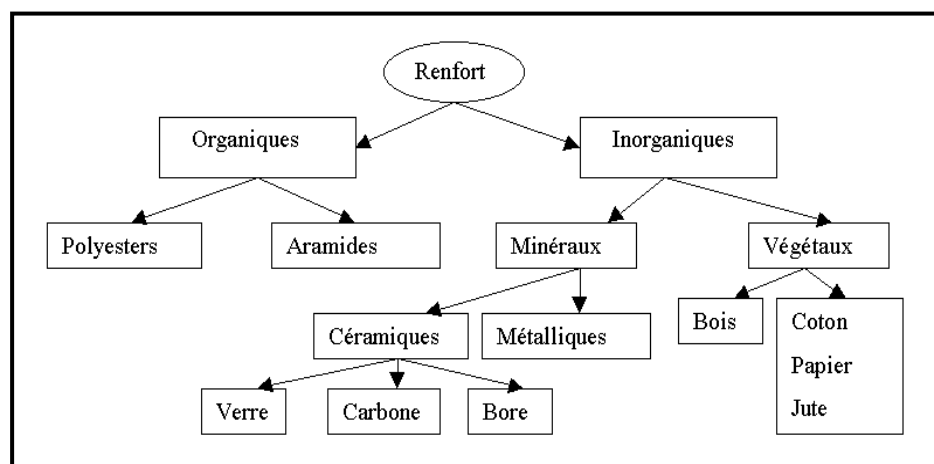 Renfort
Organiques
Inorganiques
Polyesters
Aramides
Minéraux
Végétaux
Céramiques
Métalliques
Bois
Coton
Papier
Jute
Verre
Carbone
Bore